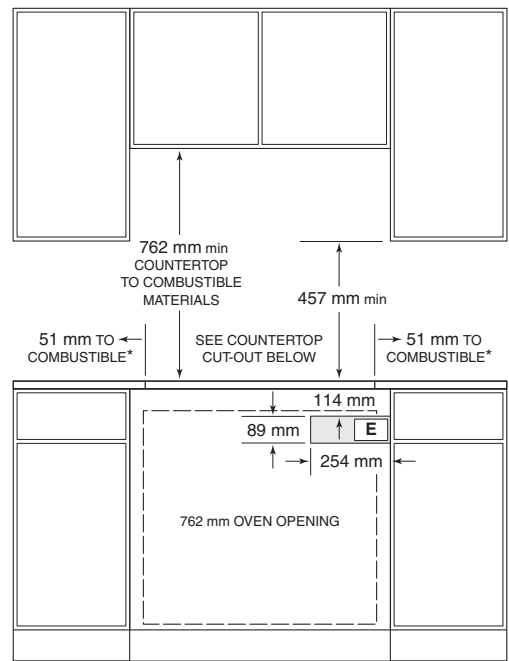 762 mm min
COUNTERTOP
TO COMBUSTIBLE
MATERIALS
457 mm min
51 mm TO
COMBUSTIBLE*
SEE COUNTERTOP
CUT-OUT BELOW
51 mm TO
COMBUSTIBLE*
114 mm
89 mm
E
254 mm
762 mm OVEN OPENING